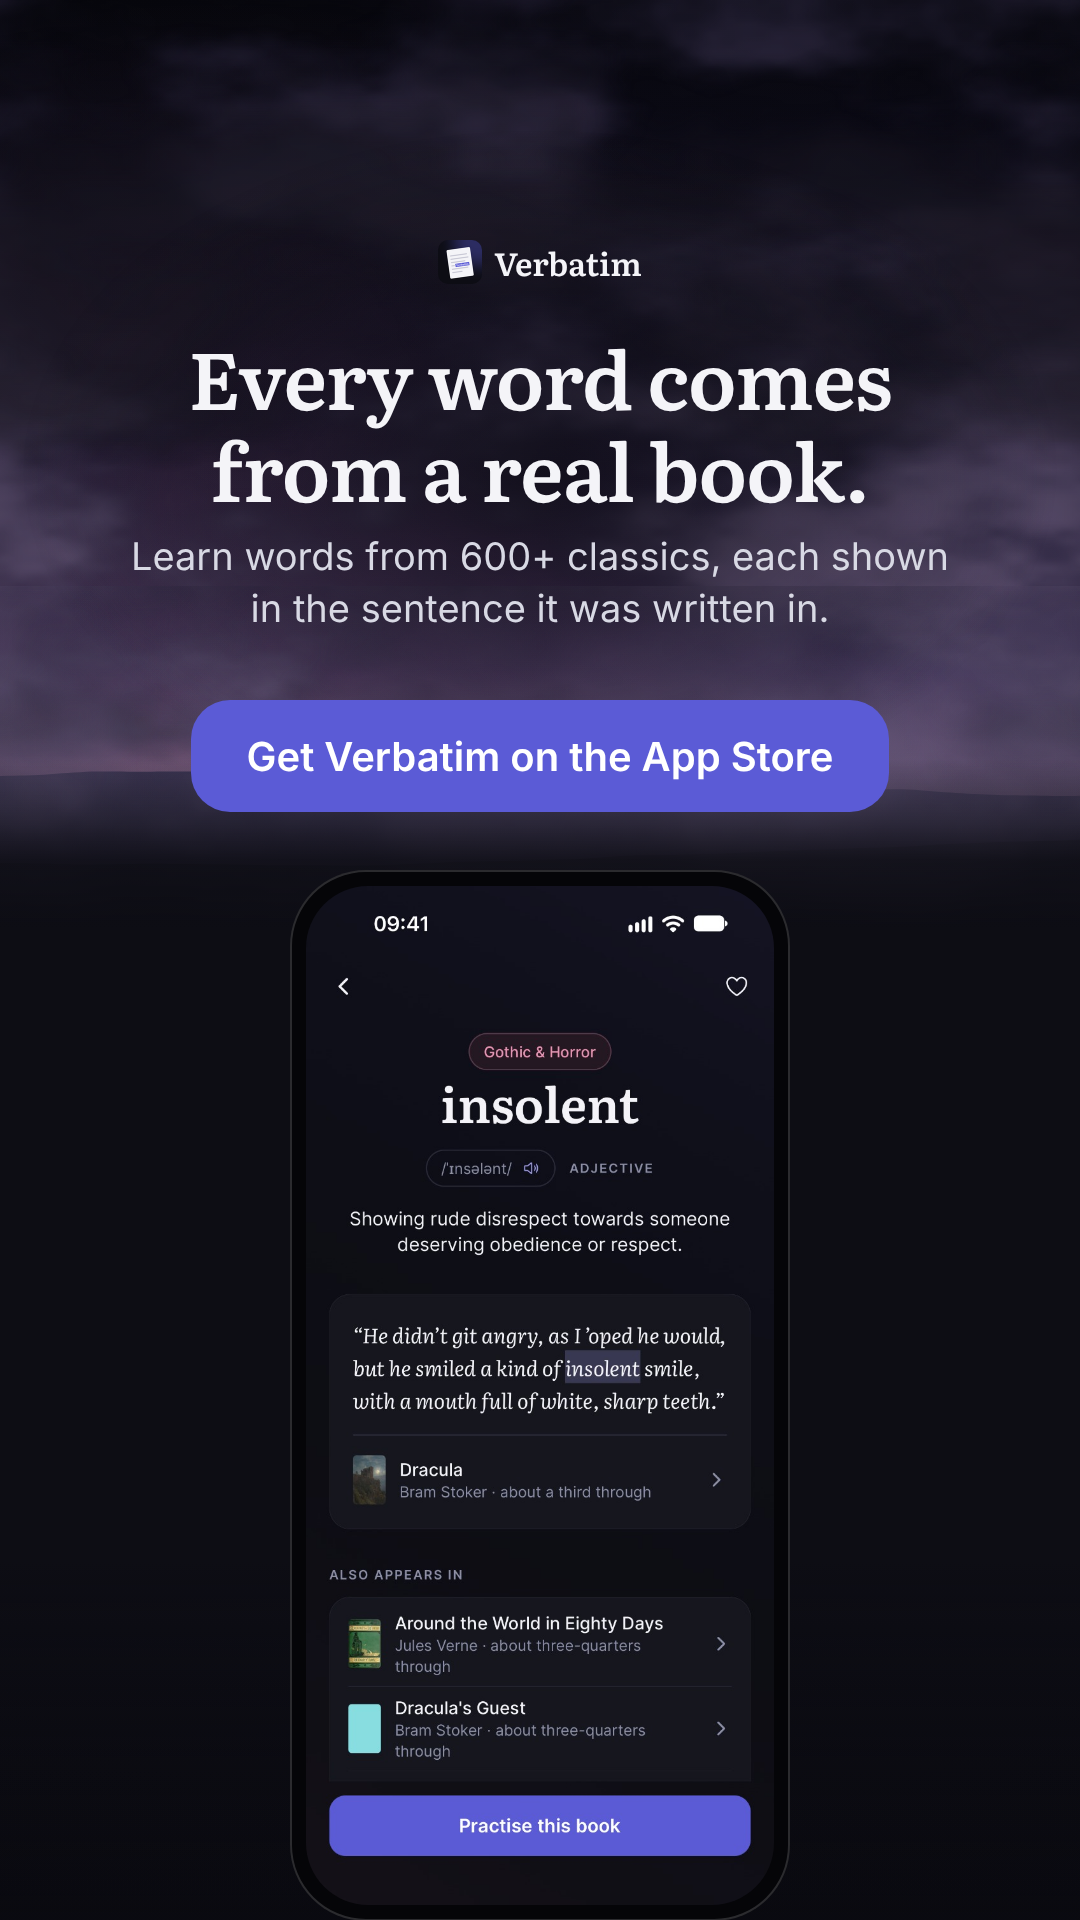 Verbatim
Every word comes
from a real book.
Learn words from 600+ classics, each shown
in the sentence it was written in.
Get Verbatim on the App Store
09:41
Gothic & Horror
insolent
/ˈɪnsələnt/ ADJECTIVE
Showing rude disrespect towards someone
deserving obedience or respect.
“He didn’t git angry, as I ’oped he would,
but he smiled a kind of insolent smile,
with a mouth full of white, sharp teeth.”
Dracula
Bram Stoker · about a third through
ALSO APPEARS IN
Around the World in Eighty Days
Jules Verne · about three-quarters
through
Dracula's Guest
Bram Stoker · about three-quarters
through
Practise this book